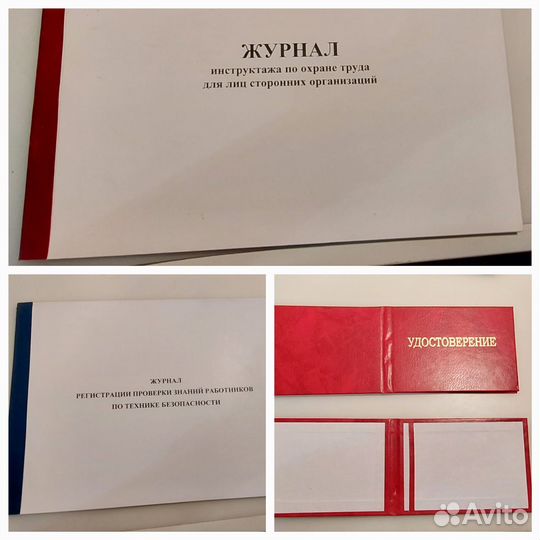 ЖУРНАЛ
инструктажа по охране труда
для лиц сторонних организаций
ЖУРНАЛ
РЕГИСТРАЦИИ ПРОВЕРКИ ЗНАНИЙ РАБОТНИКОВ
ПО ТЕХНИКЕ БЕЗОПАСНОСТИ
УДОСТОВЕРЕНИЕ
Avito